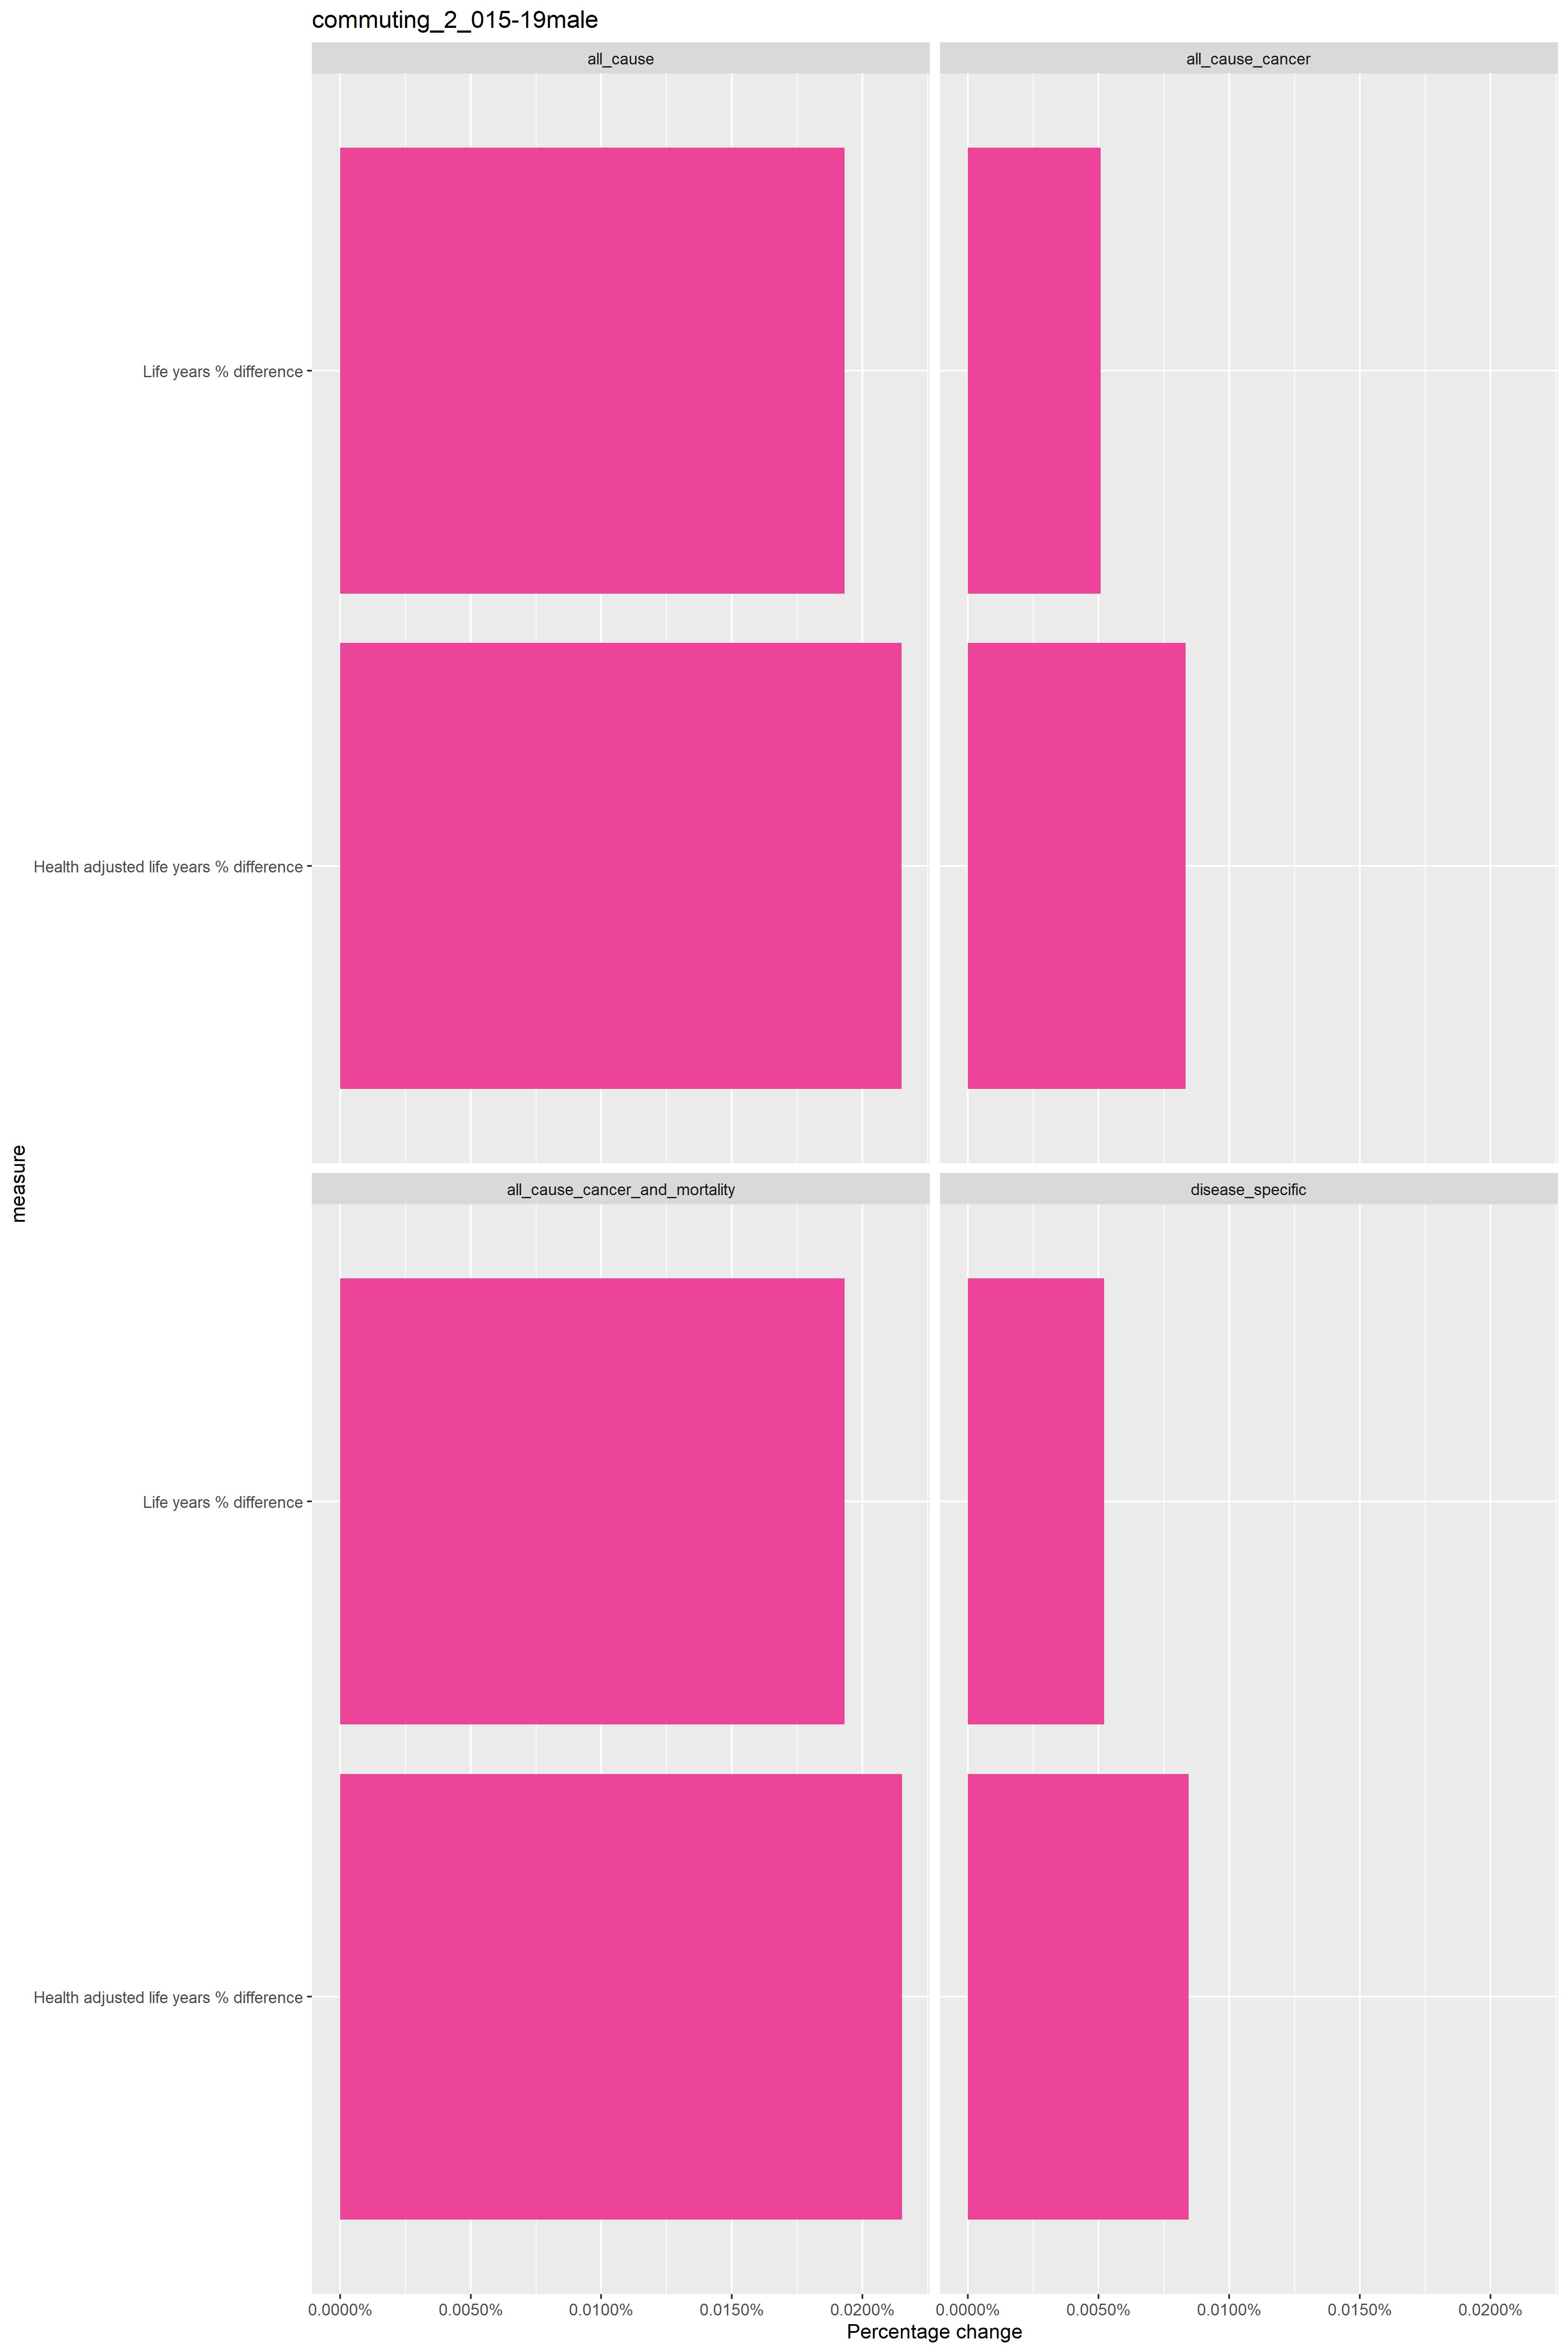 commuting_2_015-19male
all_cause
all_cause_cancer
Life years % difference
Health adjusted life years % difference
measure
all_cause_cancer_and_mortality
disease_specific
Life years % difference
Health adjusted life years % difference
0.0000% 0.0050% 0.0100% 0.0150% 0.0200% 0.0000% 0.0050% 0.0100% 0.0150% 0.0200%
Percentage change